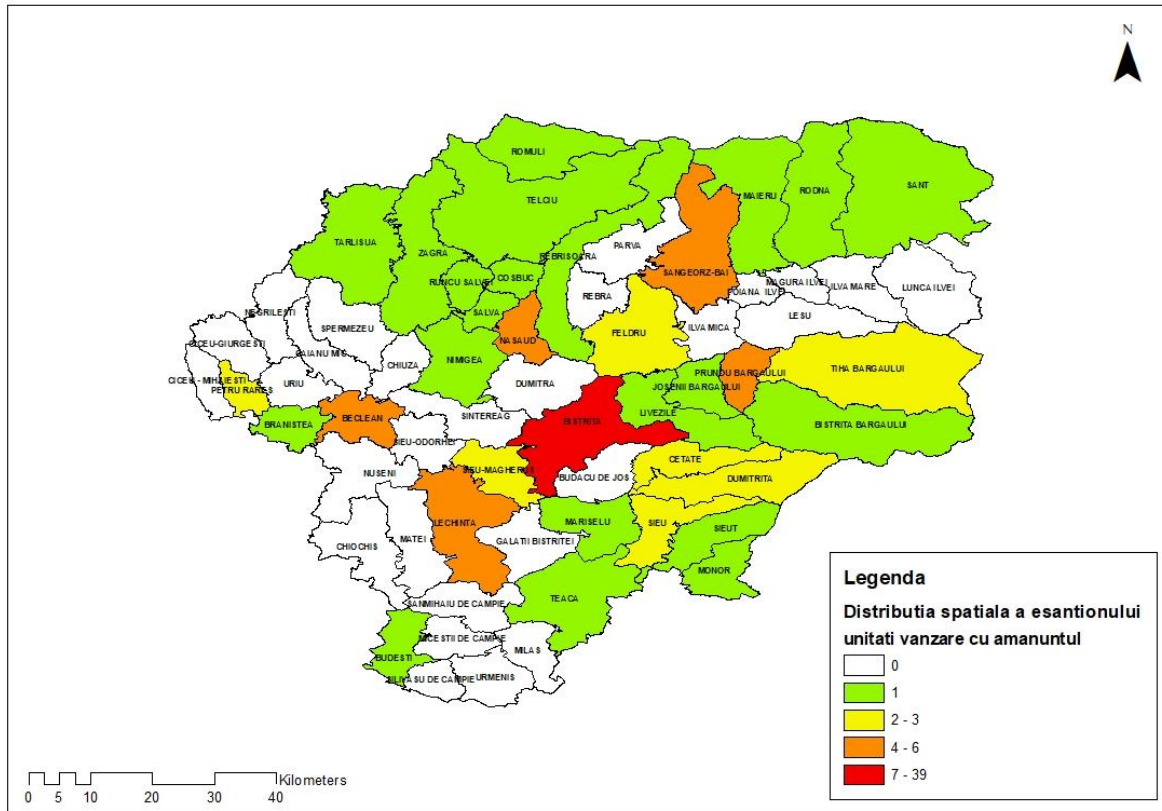 N
ROMULI
TELCIU
MAIERU
RODNA
SANT
TARLISUA
ZAGRA
REBRISOARA
PARVA
SANGEORZ-BAI
RUNCU SALVEI
COSBUC
REBRA
POIANA ILVEI
MAGURA ILVEI
ILVA MARE
LUNCA ILVEI
NEGRILESTI
SPERMEZEU
SALVA
LESU
CICEU-GIURGESTI
CAIANU MIC
NASAUD
FELDRU
ILVA MICA
CHIUZA
NIMIGEA
CICEU - MIHAIESTI
PETRU RARES
URIU
DUMITRA
JOSENII BARGAULUI
PRUNDU BARGAULUI
TIHA BARGAULUI
BRANISTEA
BECLEAN
SINTEREAG
BISTRITA
LIVEZILE
BISTRITA BARGAULUI
SIEU-ODORHEI
NUSENI
SIEU-MAGHERUS
BUDACU DE JOS
CETATE
DUMITRITA
LECHINTA
MARISELU
SIEU
SIEUT
CHIOCHIS
MATEI
GALATII BISTRITEI
MONOR
SANMIHAIU DE CAMPIE
TEACA
MICESTII DE CAMPIE
MILAS
BUDESTI
SILIVASU DE CAMPIE
URMENIS
Legenda
Distributia spatiala a esantionului
unitati vanzare cu amanuntul
0
1
2 - 3
4 - 6
7 - 39
Kilometers
0 5 10 20 30 40